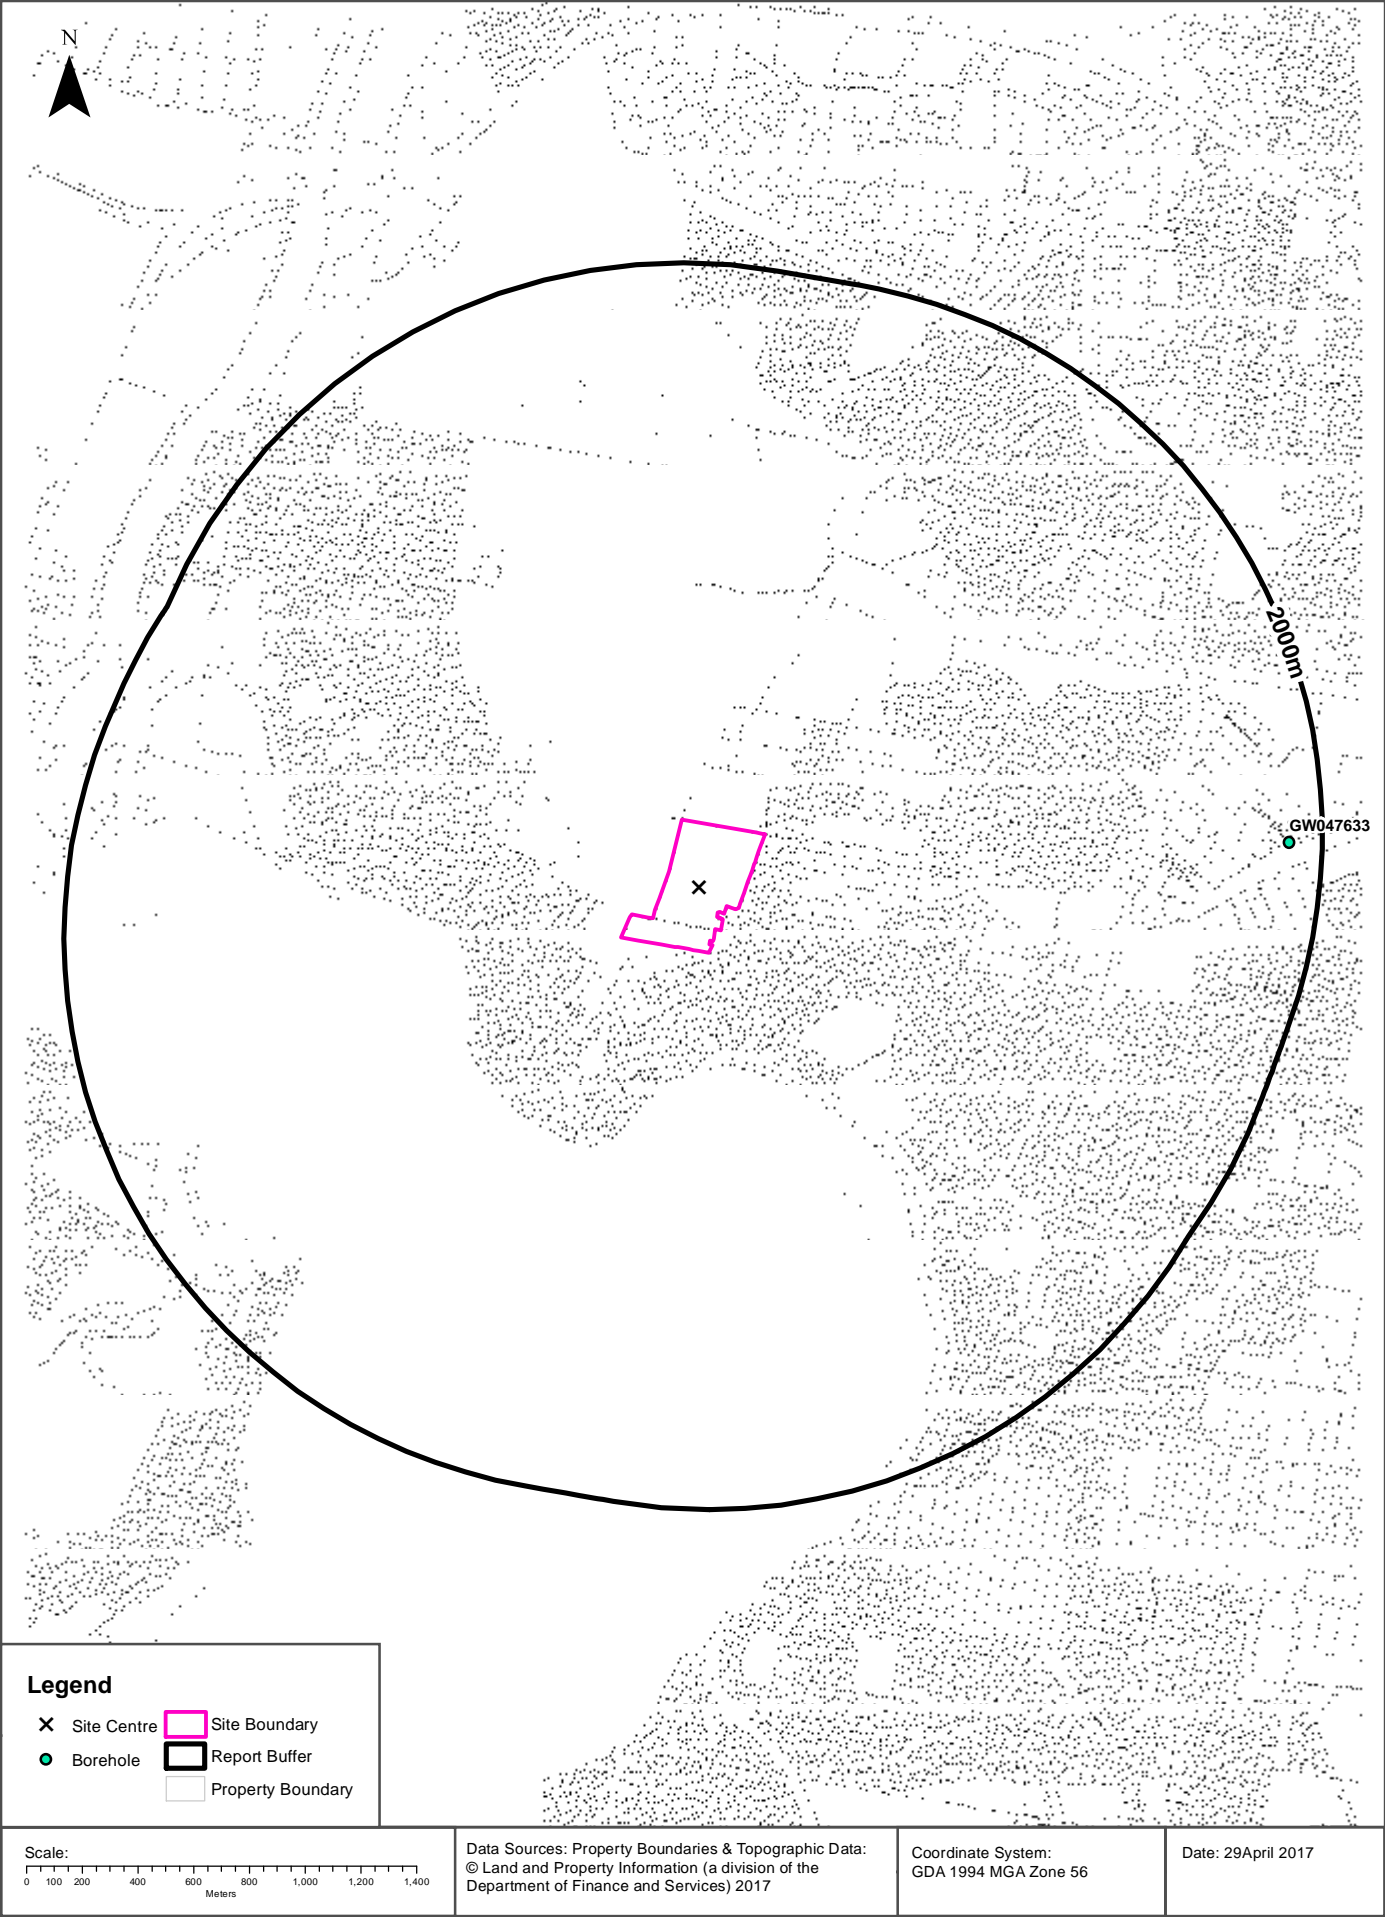 N
2000m
GW047633
Legend
Site Centre
Site Boundary
Borehole
Report Buffer
Property Boundary
Scale:
0 100 200 400 600 800 1,000 1,200 1,400
Meters
Data Sources: Property Boundaries & Topographic Data:
© Land and Property Information (a division of the
Department of Finance and Services) 2017
Coordinate System:
GDA 1994 MGA Zone 56
Date: 29April 2017